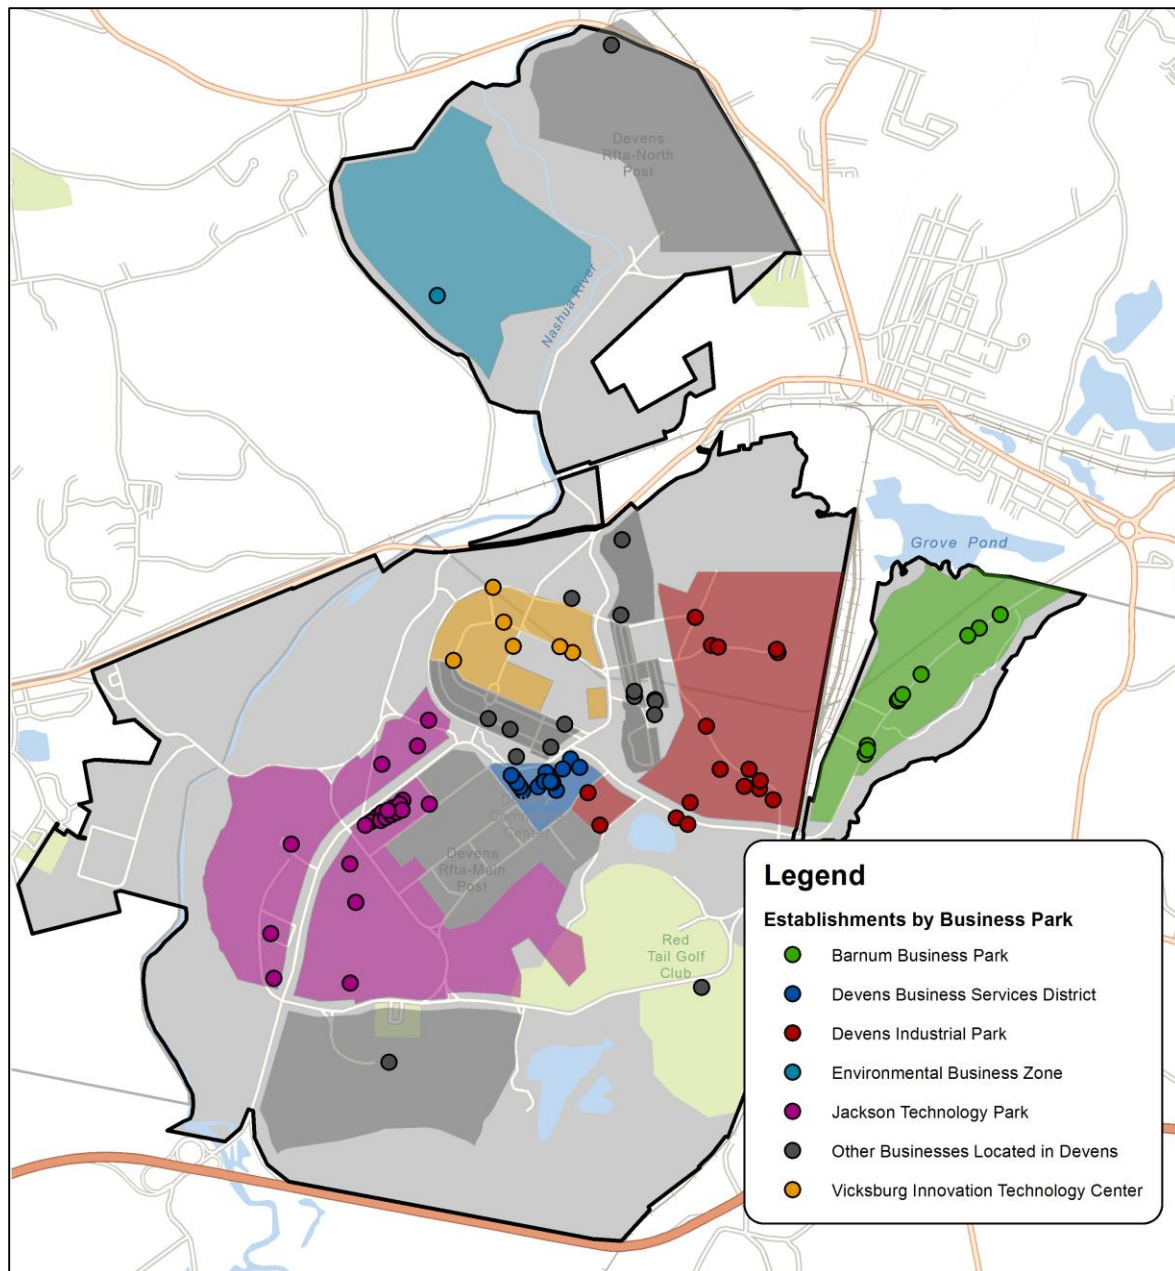 Devens
Rfta-North
Post
Nashua River
Grove Pond
Center
Devens
Rfta-Main
Post
Red
Tail Golf
Club
Legend
Establishments by Business Park
Barnum Business Park
Devens Business Services District
Devens Industrial Park
Environmental Business Zone
Jackson Technology Park
Other Businesses Located in Devens
Vicksburg Innovation Technology Center